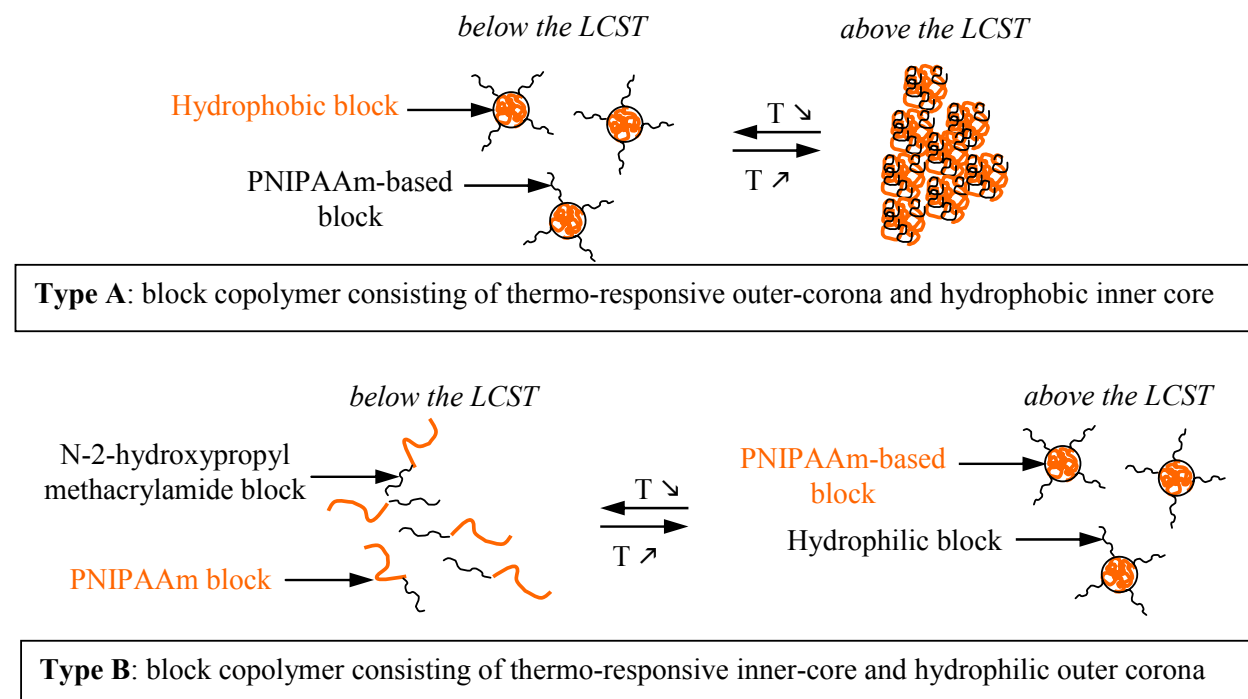 below the LCST
above the LCST
Hydrophobic block
T ↘
T ↗
PNIPAAm-based
block
Type A: block copolymer consisting of thermo-responsive outer-corona and hydrophobic inner core
below the LCST
above the LCST
N-2-hydroxypropyl
methacrylamide block
PNIPAAm-based
block
T ↘
T ↗
Hydrophilic block
PNIPAAm block
Type B: block copolymer consisting of thermo-responsive inner-core and hydrophilic outer corona